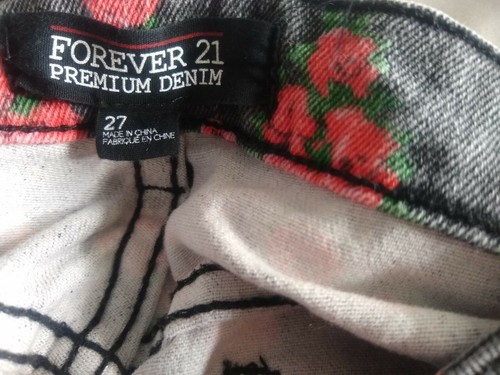 FOREVER 21
PREMIUM DENIM
27
MADE IN CHINA
FABRIQUÉ EN CHINE